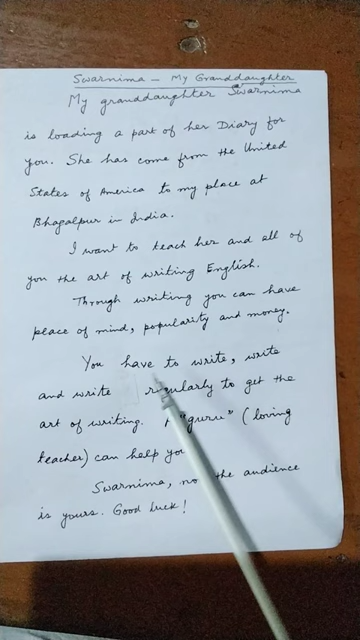 Swarnima — My Granddaughter
My granddaughter Swarnima
is loading a part of her Diary for
you. She has come from the United
States of America to my place at
Bhagalpur in India.
I want to teach her and all of
you the art of writing English.
Through writing you can have
place of mind, popularity and money.
You have to write, write
and write regularly to get the
art of writing. A "guru" (loving
teacher) can help you
Swarnima, the audience
is yours. Good luck!